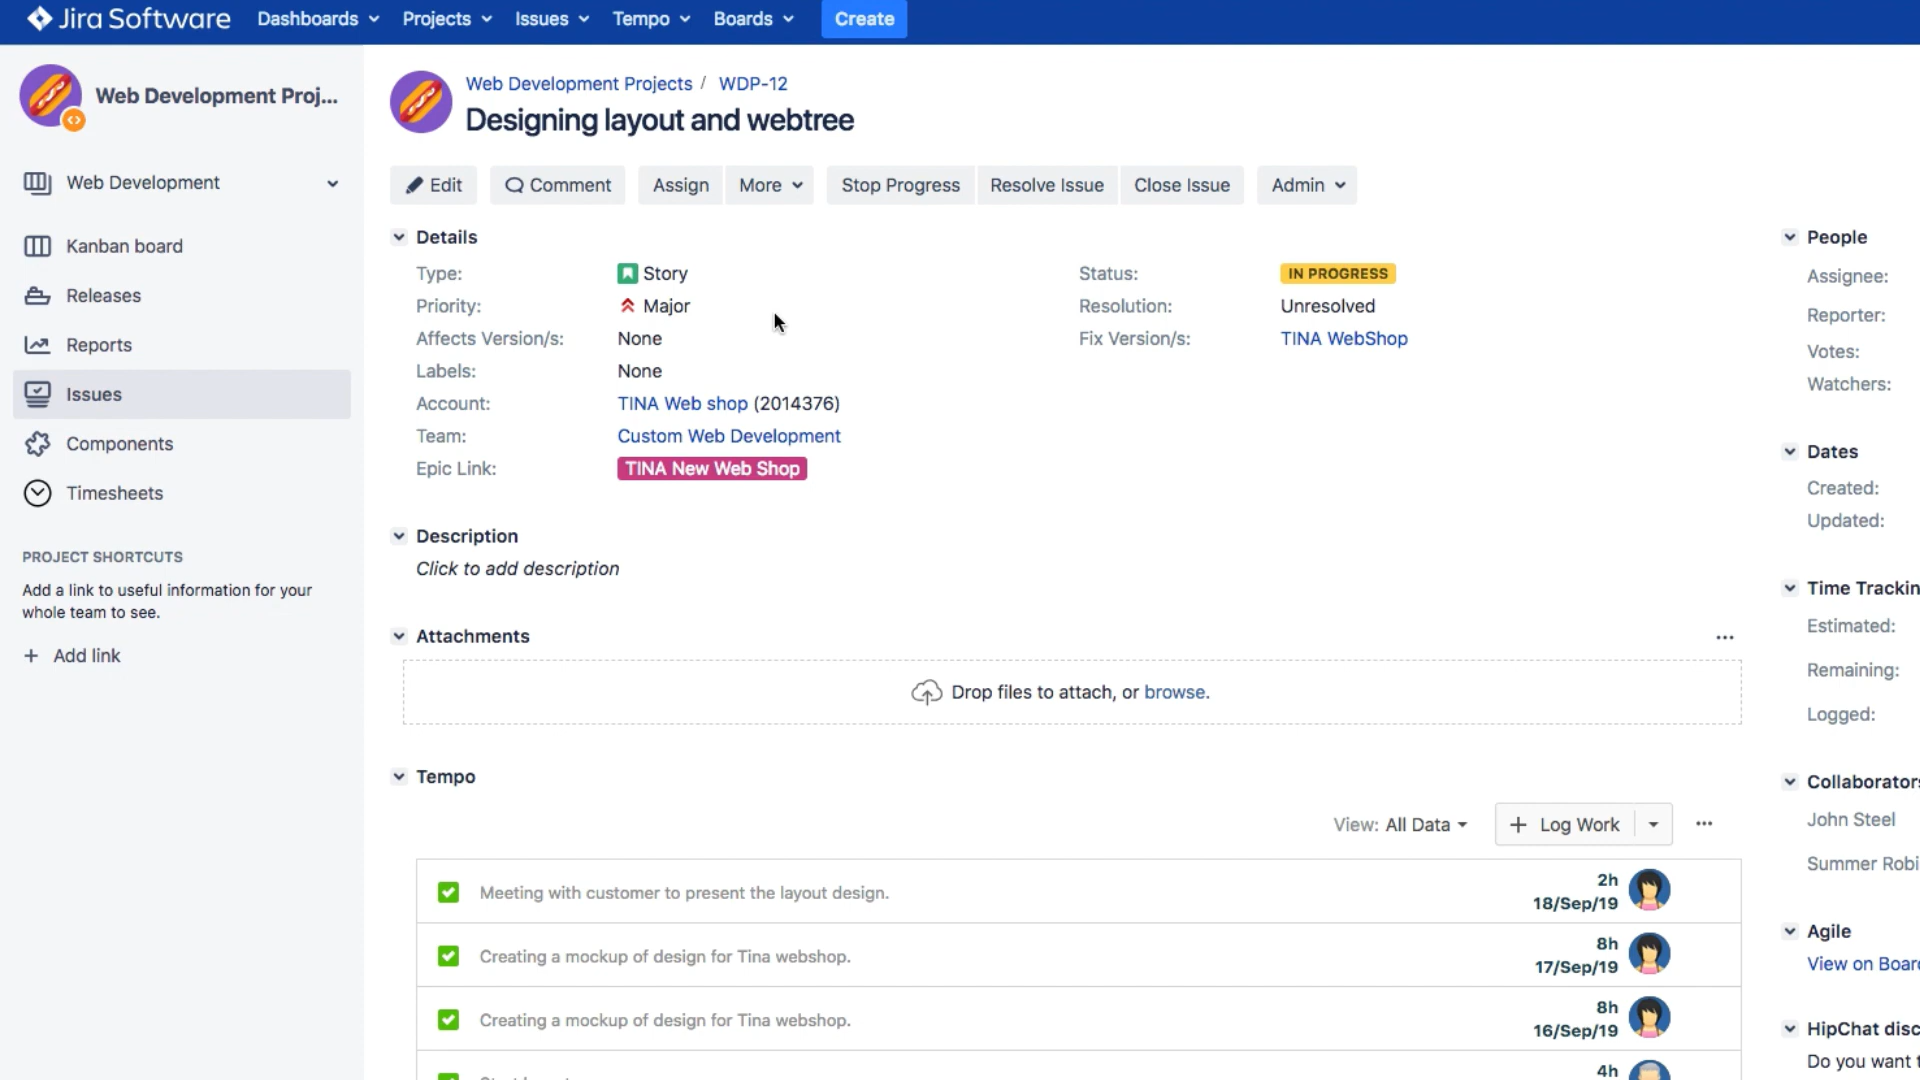 Jira Software Dashboards Projects Issues Tempo Boards Create
Web Development Proj...
Web Development
Kanban board
Releases
Reports
Issues
Components
Timesheets
PROJECT SHORTCUTS
Add a link to useful information for your
whole team to see.
+ Add link
Web Development Projects / WDP-12
Designing layout and webtree
Edit Comment Assign More Stop Progress Resolve Issue Close Issue Admin
Details
Type: Story
Priority: Major
Affects Version/s: None
Labels: None
Account: TINA Web shop (2014376)
Team: Custom Web Development
Epic Link: TINA New Web Shop
Status: IN PROGRESS
Resolution: Unresolved
Fix Version/s: TINA WebShop
Description
Click to add description
Attachments
Drop files to attach, or browse.
Tempo
View: All Data + Log Work
Meeting with customer to present the layout design. 2h
18/Sep/19
Creating a mockup of design for Tina webshop. 8h
17/Sep/19
Creating a mockup of design for Tina webshop. 8h
16/Sep/19
4h
People
Assignee:
Reporter:
Votes:
Watchers:
Dates
Created:
Updated:
Time Trackin
Estimated:
Remaining:
Logged:
Collaborators
John Steel
Summer Robi
Agile
View on Boar
HipChat disc
Do you want t